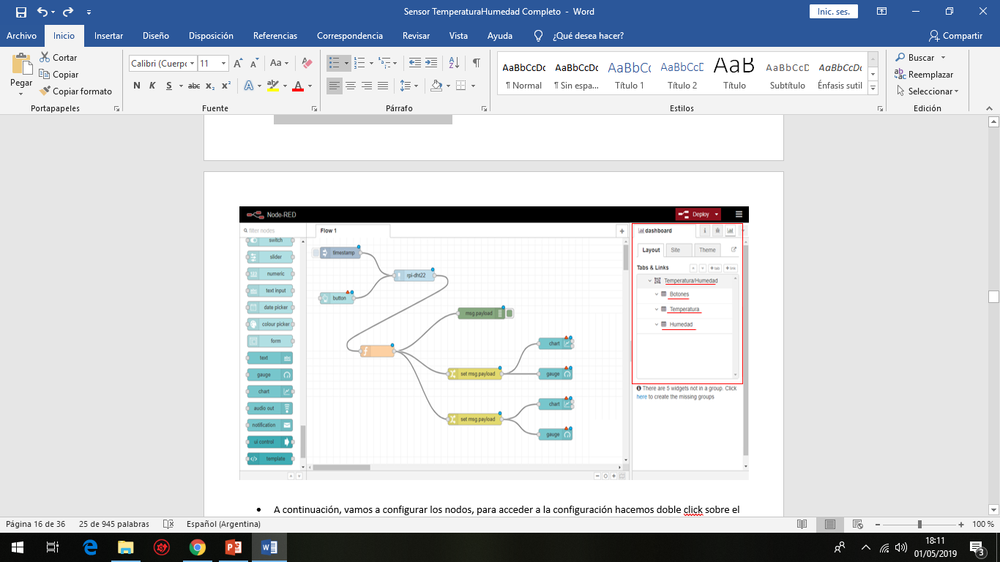 Sensor TemperaturaHumedad Completo - Word
Inic. ses.
Archivo Inicio Insertar Diseño Disposición Referencias Correspondencia Revisar Vista Ayuda ¿Qué desea hacer? Compartir
Pegar
Cortar
Copiar
Copiar formato
Portapapeles
Calibri (Cuerpo 11
N K S abc x₂ x²
Fuente
Párrafo
AaBbCcDc AaBbCcDc AaBbCc AaBbCcD AaB AaBbCcD AaBbCcDc
¶ Normal ¶ Sin espa... Título 1 Título 2 Título Subtítulo Énfasis sutil
Estilos
Buscar
Reemplazar
Seleccionar
Edición
Node-RED
Deploy
filter nodes
switch
slider
numeric
text input
date picker
colour picker
form
text
gauge
chart
audio out
notification
ui control
template
Flow 1
timestamp
rpi-dht22
button
msg.payload
chart
set msg.payload
gauge
chart
set msg.payload
gauge
dashboard
Layout Site Theme
Tabs & Links
+tab +link
Temperatura/Humedad
Botones
Temperatura
Humedad
There are 5 widgets not in a group. Click
here to create the missing groups
• A continuación, vamos a configurar los nodos, para acceder a la configuración hacemos doble click sobre el
Página 16 de 36 25 de 945 palabras Español (Argentina) 100 %
18:11
01/05/2019
3